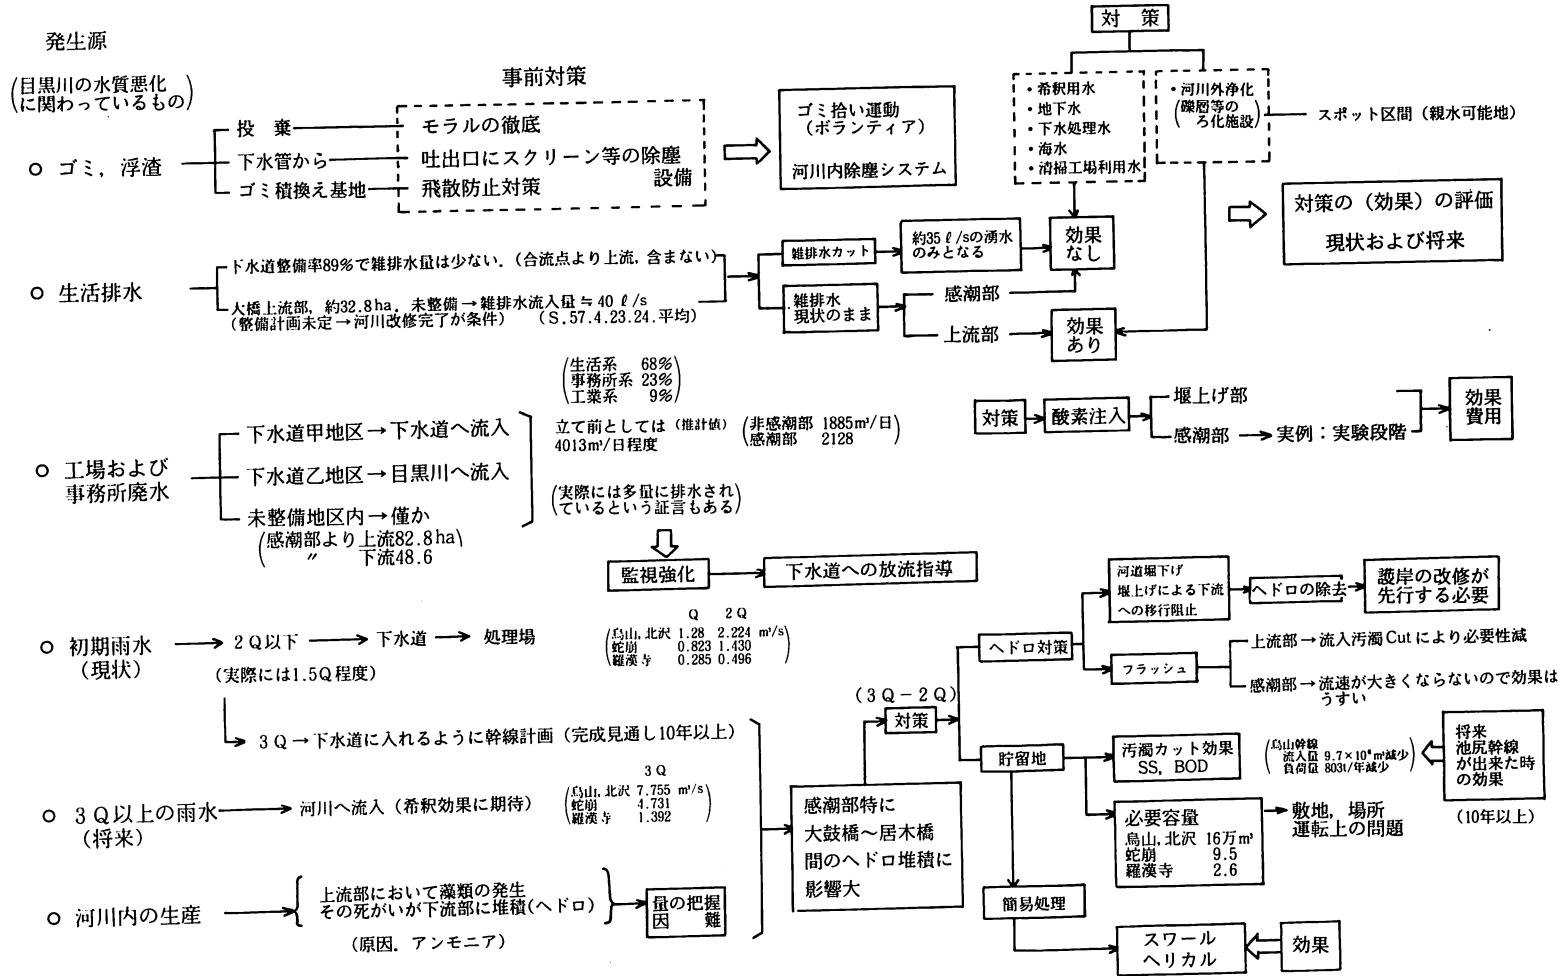 発生源
(目黒川の水質悪化
に関わっているもの)
事前対策
対　策
・希釈用水
・地下水
・下水処理水
・海水
・清掃工場利用水
・河川外浄化
(礫層等の
ろ化施設)
スポット区間（親水可能地）
○ ゴミ，浮渣
投　棄
下水管から
ゴミ積換え基地
モラルの徹底
吐出口にスクリーン等の除塵
設備
飛散防止対策
ゴミ拾い運動
（ボランティア）
河川内除塵システム
対策の（効果）の評価
現状および将来
○ 生活排水
下水道整備率89％で雑排水量は少ない．（合流点より上流，含まない）
大橋上流部，約32.8ha，未整備→雑排水流入量≒40 ℓ/s
（整備計画未定→河川改修完了が条件）　（S.57.4.23.24.平均）
雑排水カット
約35ℓ/sの湧水
のみとなる
効果
なし
雑排水
現状のまま
感潮部
上流部
効果
あり
(生活系　68％
事務所系 23％
工業系　9％)
○ 工場および
事務所廃水
下水道甲地区→下水道へ流入
下水道乙地区→目黒川へ流入
未整備地区内→僅か
(感潮部より上流82.8ha
〃　下流48.6)
立て前としては（推計値）
4013m³/日程度
(非感潮部 1885m³/日
感潮部　2128)
(実際には多量に排水され
ているという証言もある)
監視強化
下水道への放流指導
対策
酸素注入
堰上げ部
感潮部→実例：実験段階
効果
費用
○ 初期雨水
（現状）
2Q以下
下水道
処理場
（実際には1.5Q程度）
Q　2Q
(烏山，北沢 1.28　2.224 m³/s
蛇崩　0.823　1.430
羅漢寺　0.285　0.496)
3Q→下水道に入れるように幹線計画（完成見通し10年以上）
○ 3Q以上の雨水
（将来）
河川へ流入（希釈効果に期待）
3Q
(烏山，北沢 7.755 m³/s
蛇崩　4.731
羅漢寺　1.392)
○ 河川内の生産
上流部において藻類の発生
その死がいが下流部に堆積(ヘドロ)
（原因．アンモニア）
量の把握
困　難
感潮部特に
大鼓橋～居木橋
間のヘドロ堆積に
影響大
（3Q－2Q）
対策
ヘドロ対策
河道堀下げ
堰上げによる下流
への移行阻止
ヘドロの除去
護岸の改修が
先行する必要
フラッシュ
上流部→流入汚濁Cutにより必要性減
感潮部→流速が大きくならないので効果は
うすい
貯留地
汚濁カット効果
SS，BOD
(烏山幹線
流入量 9.7×10⁶m³減少
負荷量 803t/年減少)
将来
池尻幹線
が出来た時
の効果
（10年以上）
必要容量
烏山，北沢 16万m³
蛇崩　9.5
羅漢寺　2.6
敷地，場所
運転上の問題
簡易処理
スワール
ヘリカル
効果